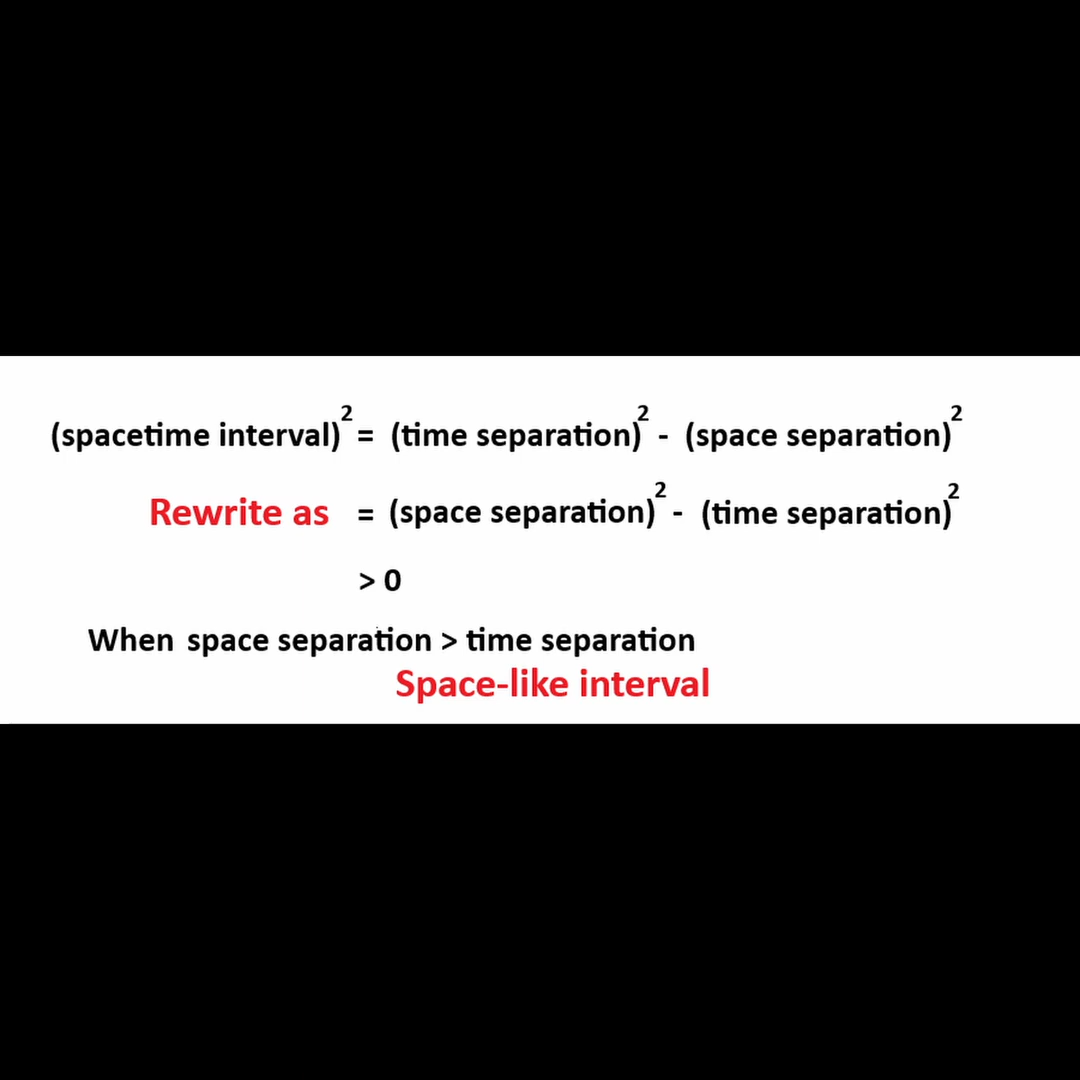 (spacetime interval)² = (time separation)² - (space separation)²
Rewrite as = (space separation)² - (time separation)²
> 0
When space separation > time separation
Space-like interval